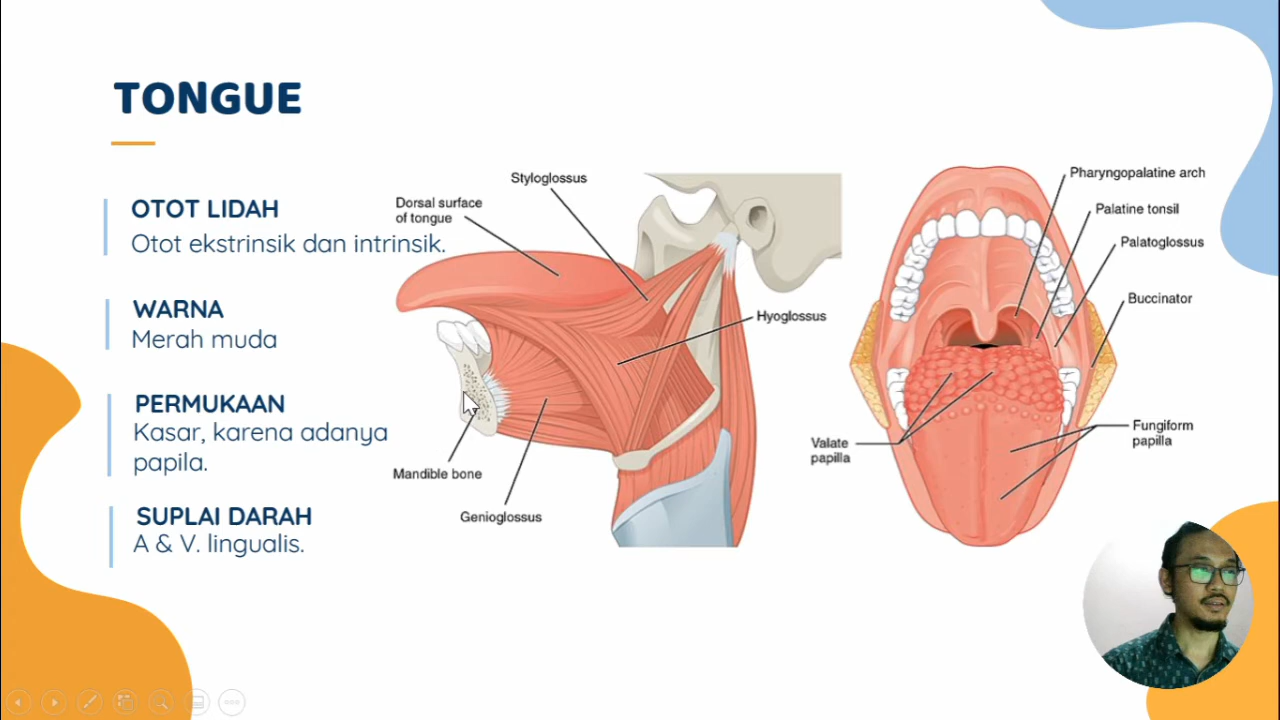 TONGUE
OTOT LIDAH
Otot ekstrinsik dan intrinsik.
WARNA
Merah muda
PERMUKAAN
Kasar, karena adanya
papila.
SUPLAI DARAH
A & V. lingualis.
Styloglossus
Dorsal surface
of tongue
Hyoglossus
Mandible bone
Genioglossus
Pharyngopalatine arch
Palatine tonsil
Palatoglossus
Buccinator
Valate
papilla
Fungiform
papilla